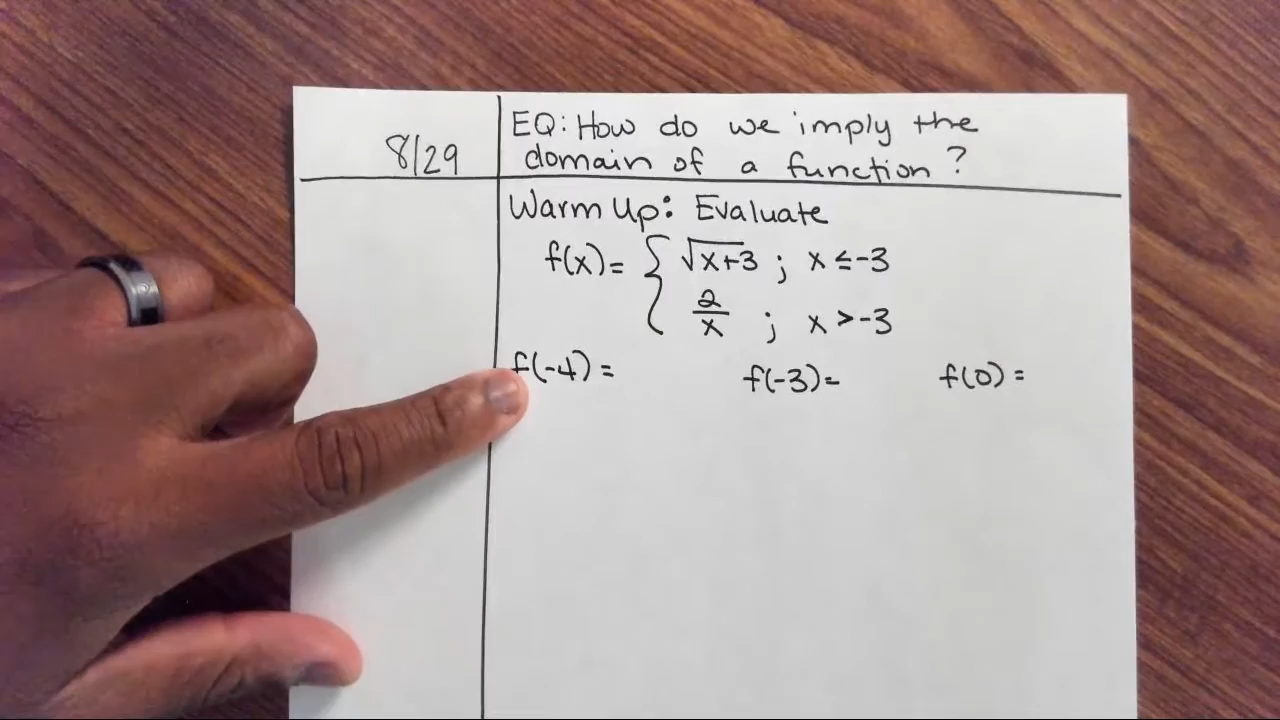 8/29
EQ: How do we imply the
domain of a function?
Warm Up: Evaluate
f(x) = { √x+3 ; x ≤ -3
2/x ; x > -3
f(-4) = f(-3) = f(0) =